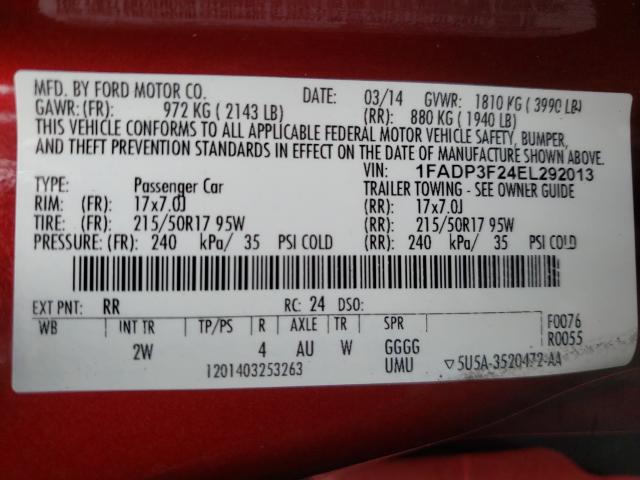 MFD. BY FORD MOTOR CO. DATE: 03/14 GVWR: 1810 KG ( 3990 LB)
GAWR: (FR): 972 KG ( 2143 LB) (RR): 880 KG ( 1940 LB)
THIS VEHICLE CONFORMS TO ALL APPLICABLE FEDERAL MOTOR VEHICLE SAFETY, BUMPER,
AND THEFT PREVENTION STANDARDS IN EFFECT ON THE DATE OF MANUFACTURE SHOWN ABOVE.
VIN: 1FADP3F24EL292013
TYPE: Passenger Car TRAILER TOWING - SEE OWNER GUIDE
RIM: (FR): 17x7.0J (RR): 17x7.0J
TIRE: (FR): 215/50R17 95W (RR): 215/50R17 95W
PRESSURE: (FR): 240 kPa/ 35 PSI COLD (RR): 240 kPa/ 35 PSI COLD
EXT PNT: RR RC: 24 DSO: F0076
WB INT TR TP/PS R AXLE TR SPR R0055
2W 4 AU W GGGG
1201403253263 UMU ▽5U5A-3520472-AA